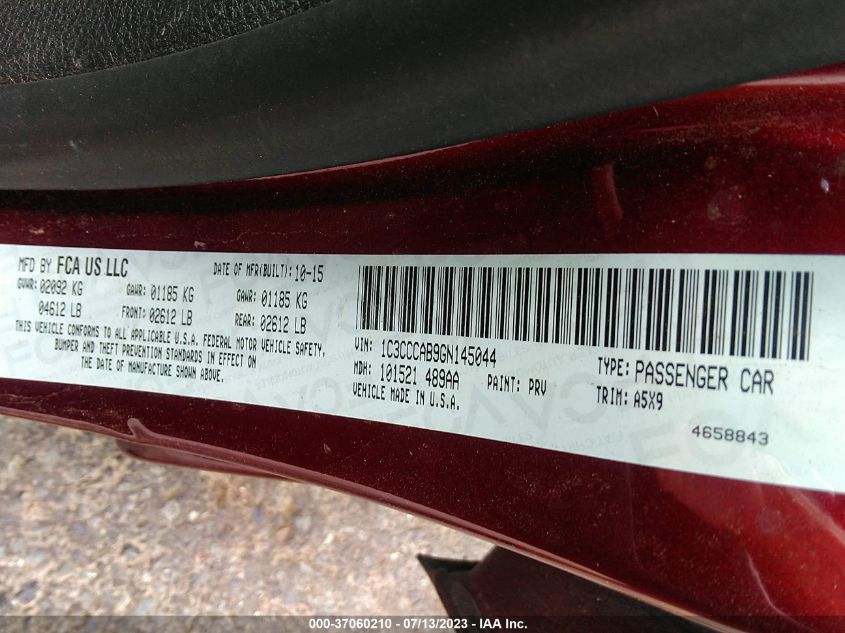 MFD BY FCA US LLC
DATE OF MFR(BUILT): 10-15
GVWR: 02092 KG
04612 LB
GAWR: 01185 KG
FRONT: 02612 LB
GAWR: 01185 KG
REAR: 02612 LB
THIS VEHICLE CONFORMS TO ALL APPLICABLE U.S.A. FEDERAL MOTOR VEHICLE SAFETY,
BUMPER AND THEFT PREVENTION STANDARDS IN EFFECT ON
THE DATE OF MANUFACTURE SHOWN ABOVE.
VIN: 1C3CCCAB9GN145044
MDH: 101521 489AA
PAINT: PRV
VEHICLE MADE IN U.S.A.
TYPE: PASSENGER CAR
TRIM: A5X9
4658843
000-37060210 - 07/13/2023 - IAAI Inc.